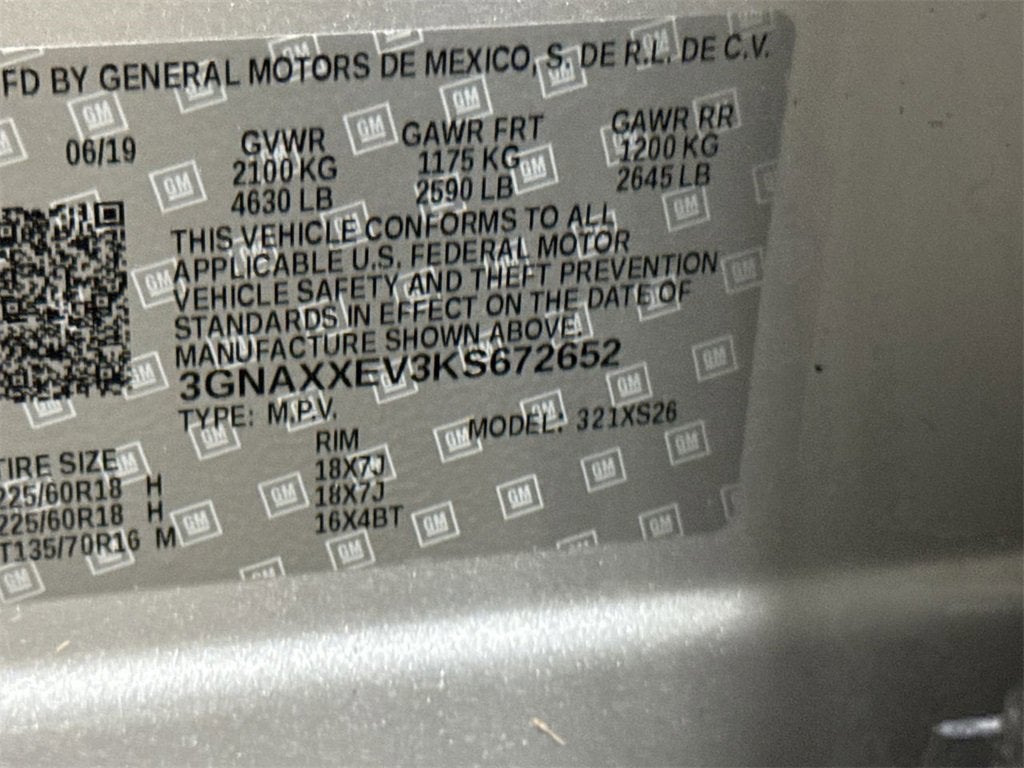 FD BY GENERAL MOTORS DE MEXICO, S. DE R.L. DE C.V.
06/19 GVWR GAWR FRT GAWR RR
2100 KG 1175 KG 1200 KG
4630 LB 2590 LB 2645 LB
THIS VEHICLE CONFORMS TO ALL
APPLICABLE U.S. FEDERAL MOTOR
VEHICLE SAFETY AND THEFT PREVENTION
STANDARDS IN EFFECT ON THE DATE OF
MANUFACTURE SHOWN ABOVE.
3GNAXXEV3KS672652
TYPE: M.P.V. MODEL: 321XS26
TIRE SIZE RIM
225/60R18 H 18X7J
225/60R18 H 18X7J
T135/70R16 M 16X4BT